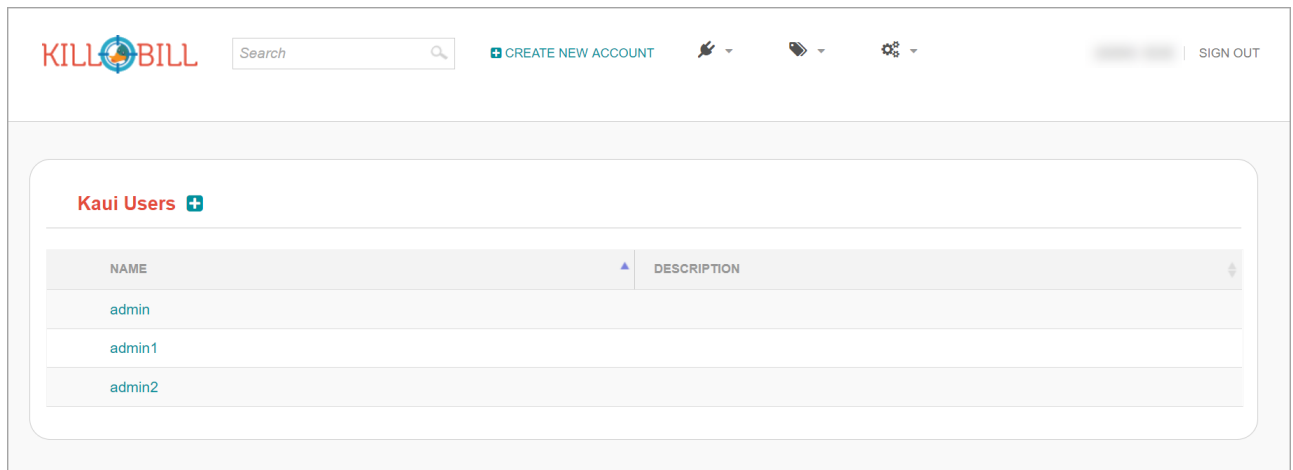 KILL BILL
Search
CREATE NEW ACCOUNT
SIGN OUT
Kaui Users
NAME
DESCRIPTION
admin
admin1
admin2